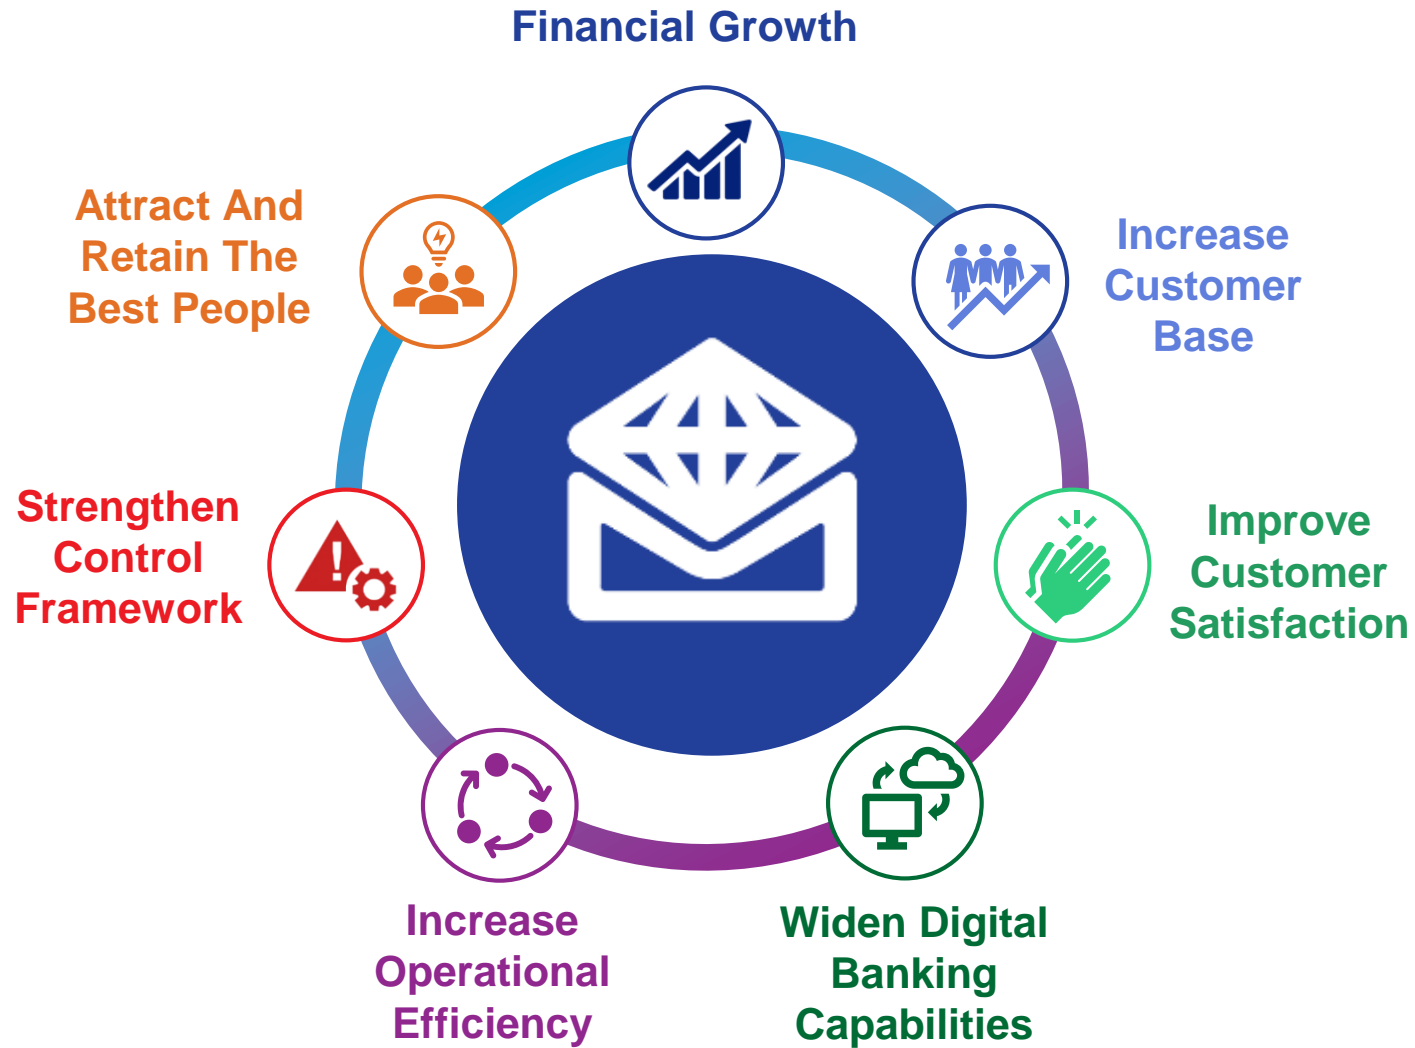 Financial Growth
Increase
Customer
Base
Improve
Customer
Satisfaction
Widen Digital
Banking
Capabilities
Increase
Operational
Efficiency
Strengthen
Control
Framework
Attract And
Retain The
Best People